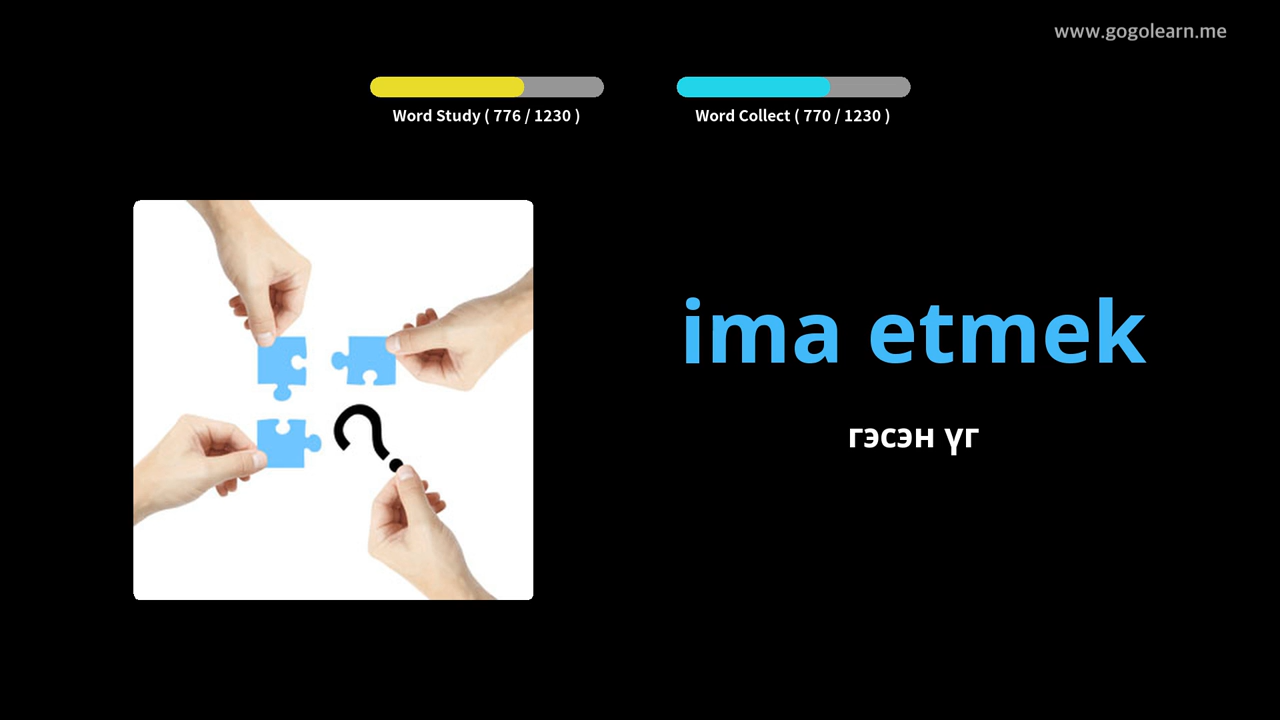 www.gogolearn.me
Word Study ( 776 / 1230 )
Word Collect ( 770 / 1230 )
ima etmek
гэсэн үг